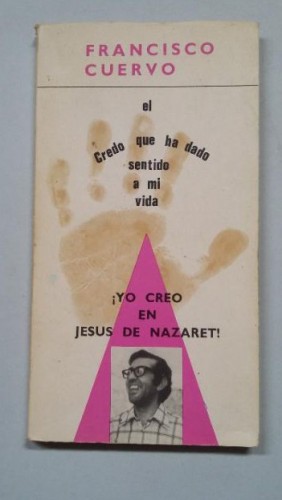 FRANCISCO
CUERVO
el
Credo que ha dado
sentido
a mi
vida
¡YO CREO
EN
JESUS DE NAZARET!